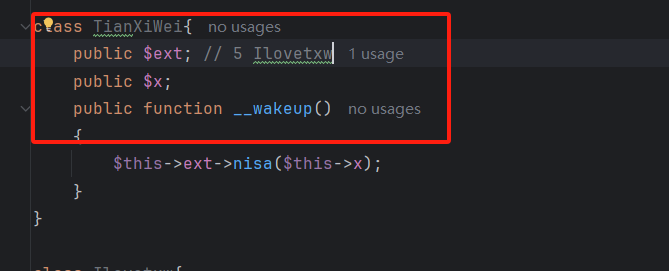 class TianXiWei{ no usages
public $ext; // 5 Ilovetxw 1 usage
public $x;
public function __wakeup() no usages
{
$this->ext->nisa($this->x);
}
}
class Ilovetxw{